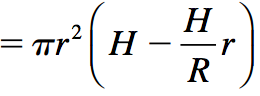 = πr²(H − H/R r)